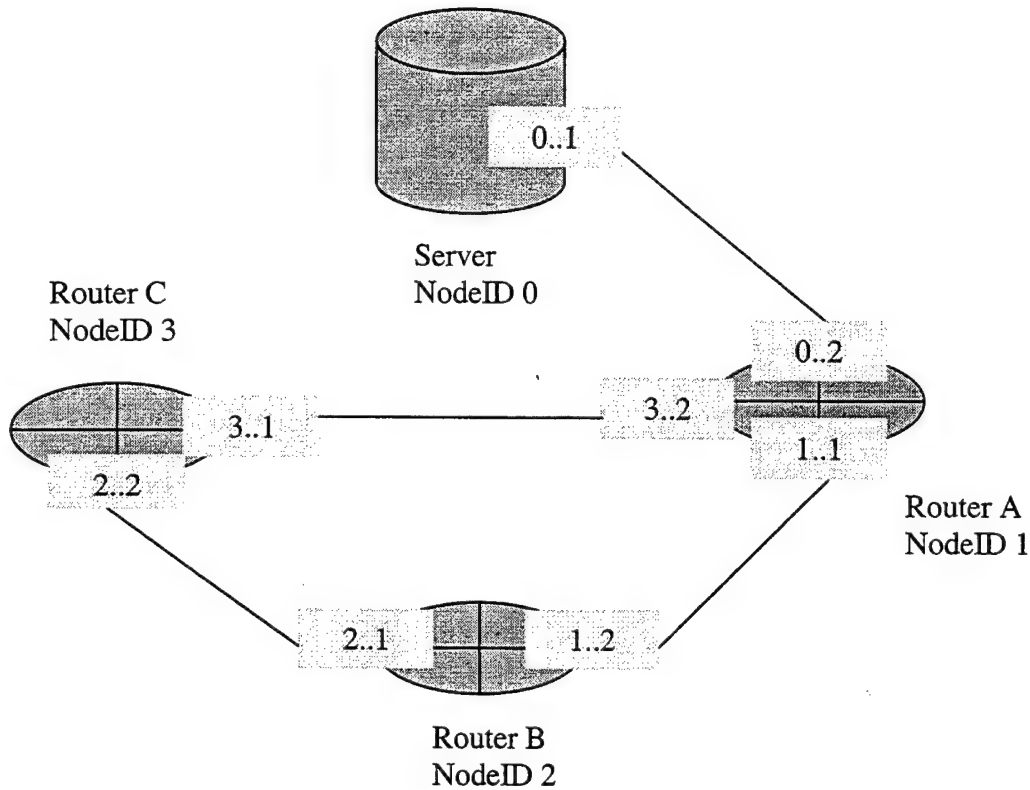 0..1
Server
NodeID 0
Router C
NodeID 3
0..2
3..1
3..2
1..1
2..2
Router A
NodeID 1
2..1
1..2
Router B
NodeID 2